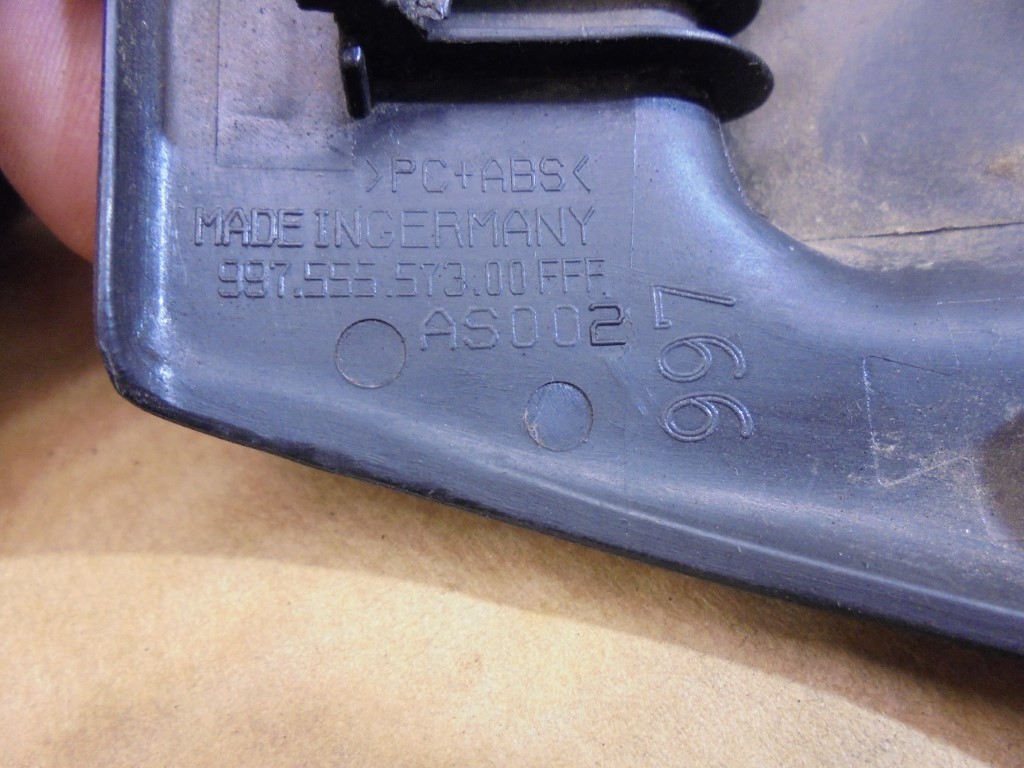 >PC+ABS<
MADE IN GERMANY
997.555.573.00 FFF.
AS002
L66